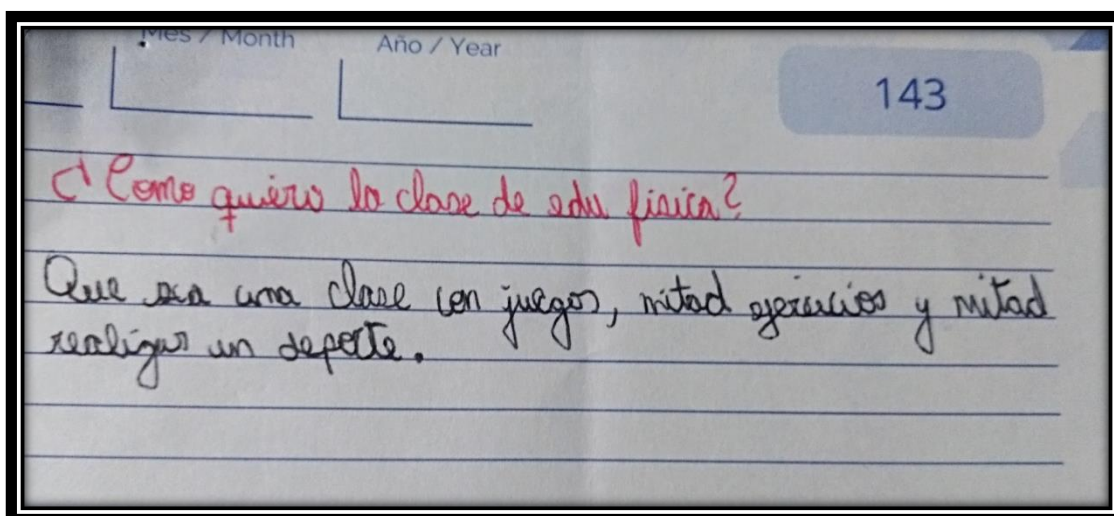 Mes / Month Año / Year
143
¿Como quiero la clase de edu fisica?
Que sea una clase con juegos, mitad ejercicios y mitad
realizar un deporte.